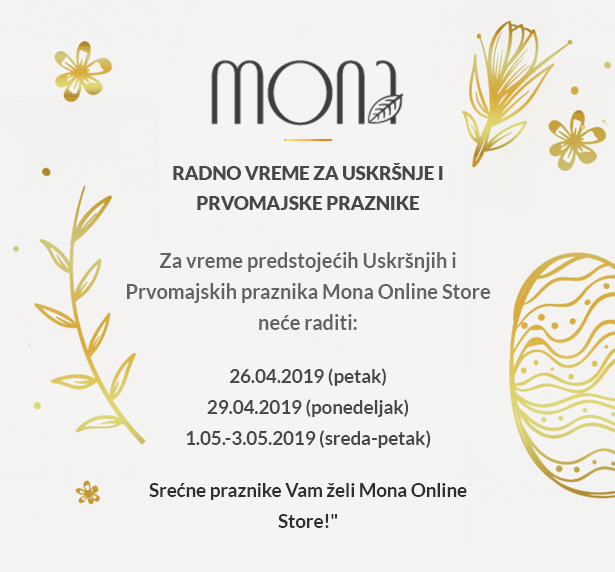 mona
RADNO VREME ZA USKRŠNJE I
PRVOMAJSKE PRAZNIKE
Za vreme predstojećih Uskršnjih i
Prvomajskih praznika Mona Online Store
neće raditi:
26.04.2019 (petak)
29.04.2019 (ponedeljak)
1.05.-3.05.2019 (sreda-petak)
Srećne praznike Vam želi Mona Online
Store!"